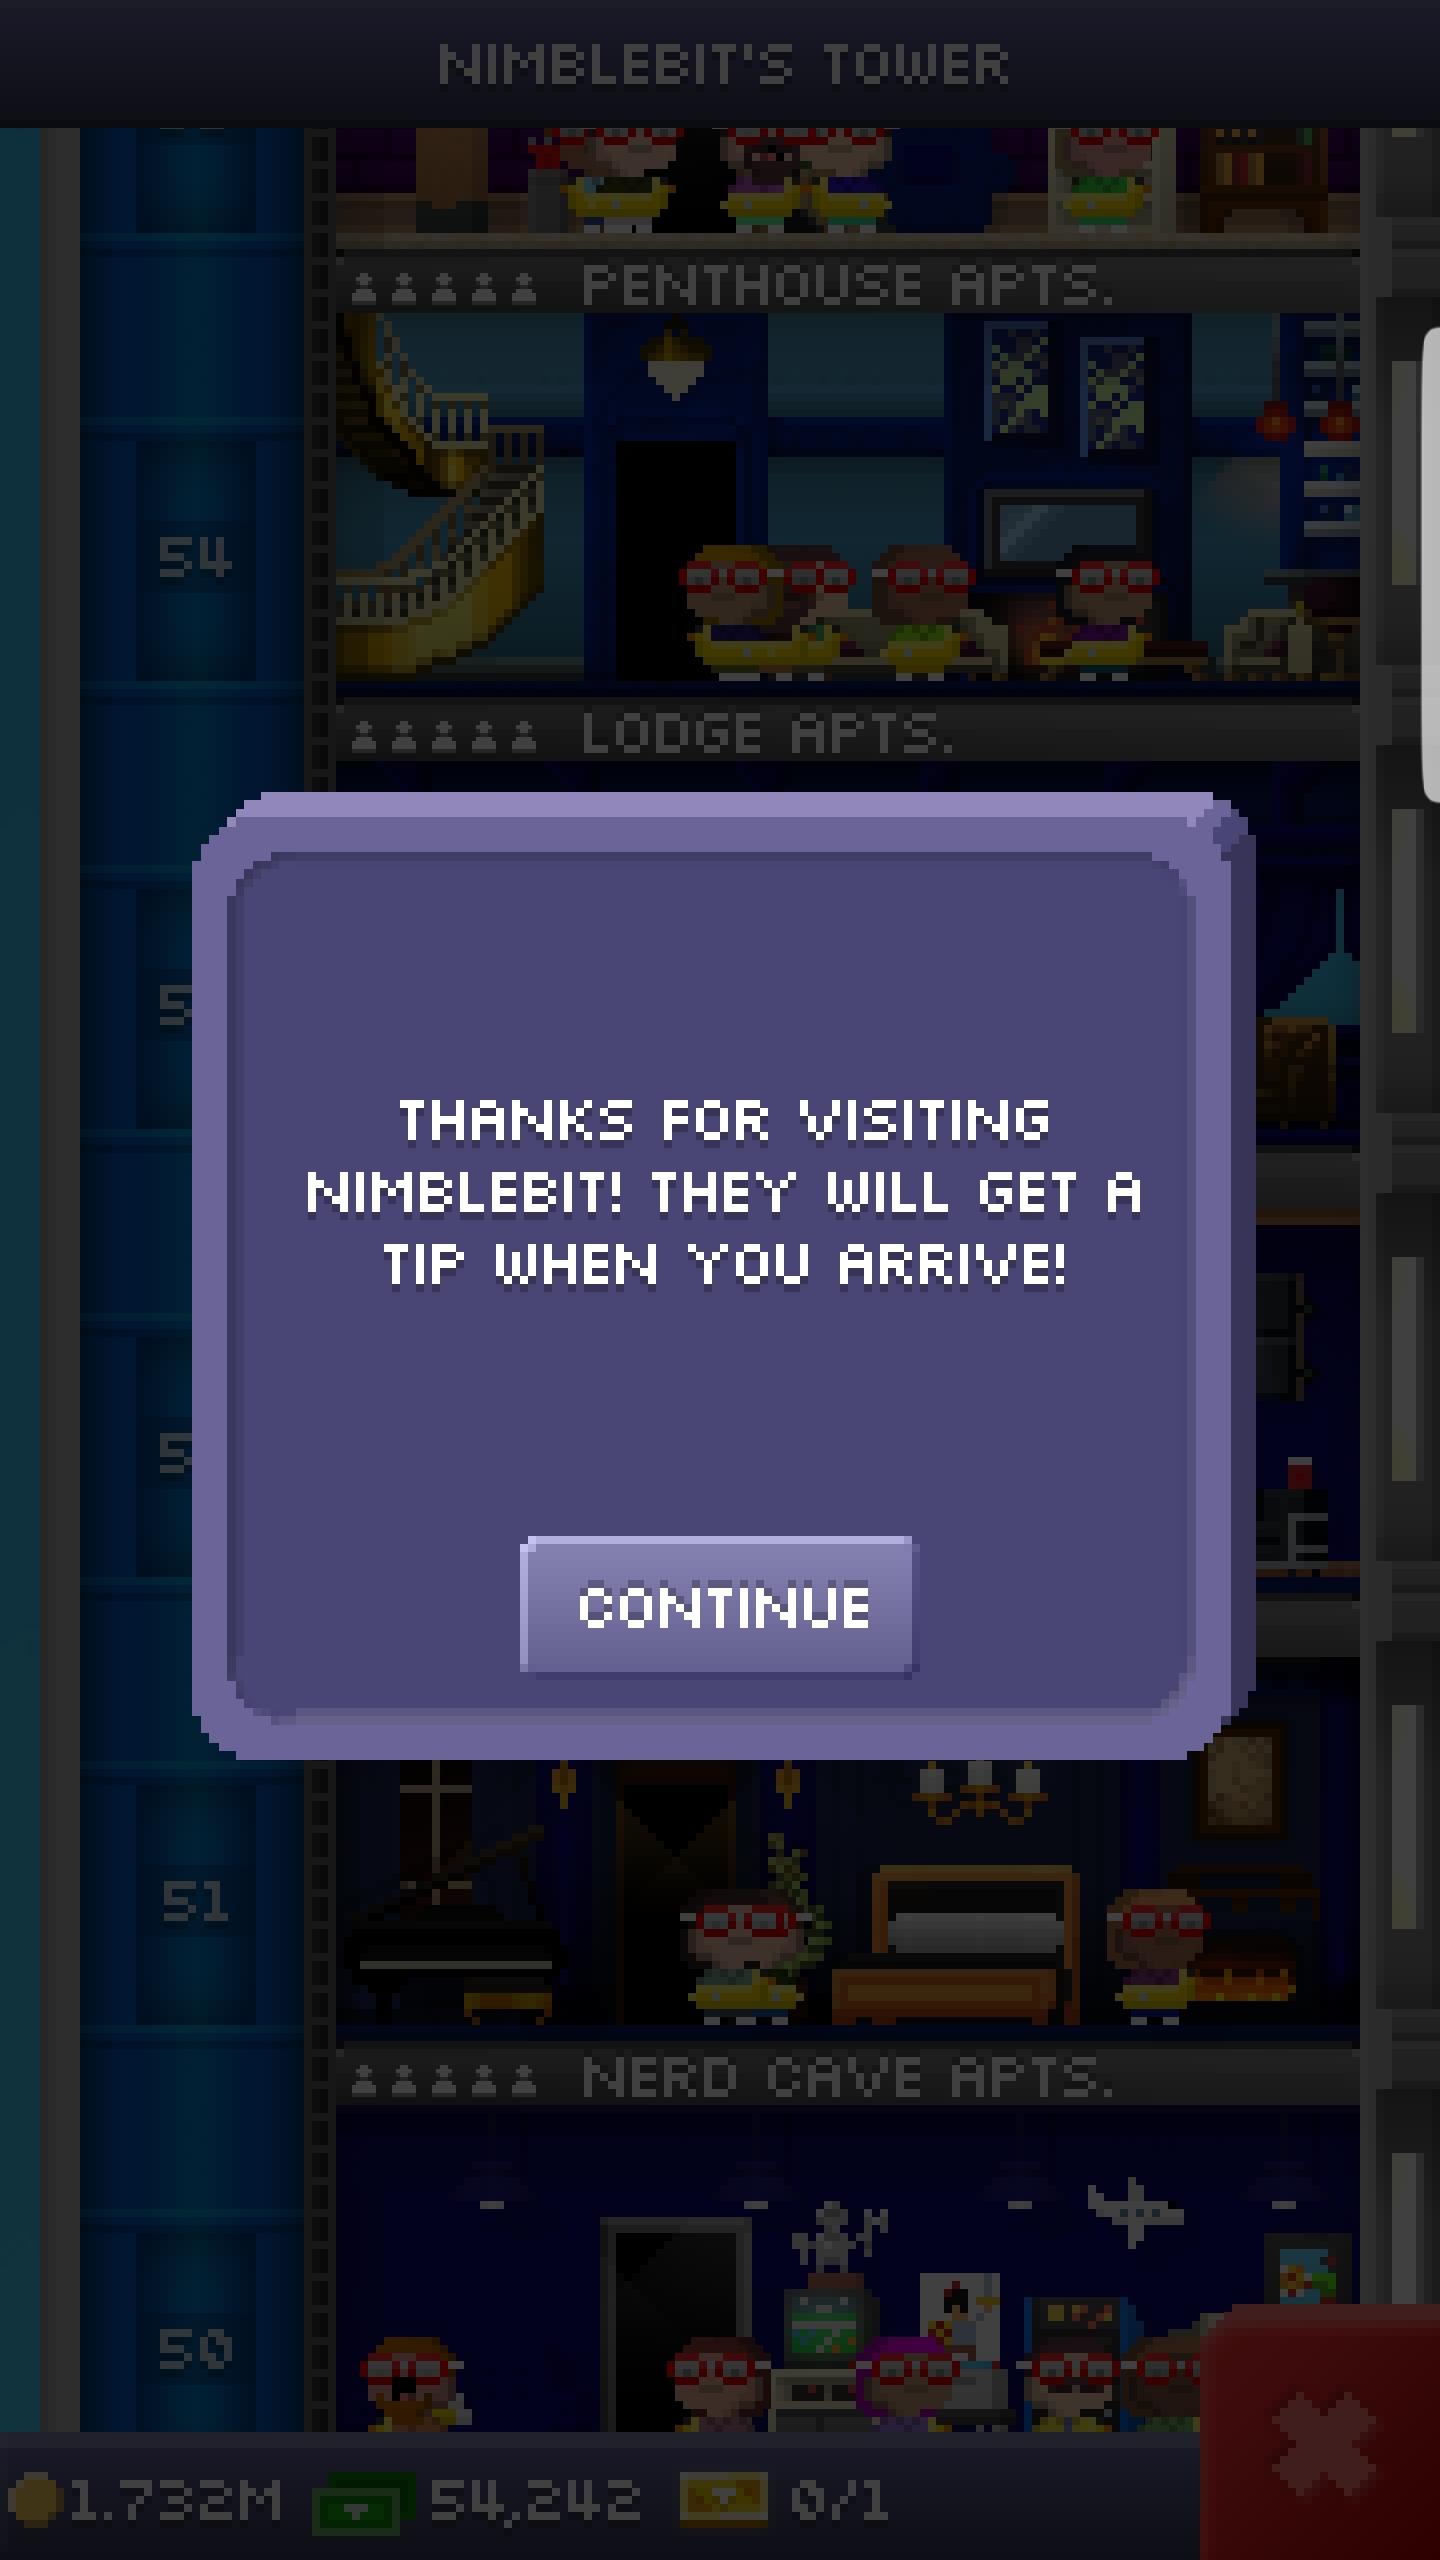 NIMBLEBIT'S TOWER
PENTHOUSE APTS.
54
LODGE APTS.
THANKS FOR VISITING
NIMBLEBIT! THEY WILL GET A
TIP WHEN YOU ARRIVE!
CONTINUE
51
NERD CAVE APTS.
50
1.732M 54,242 0/1